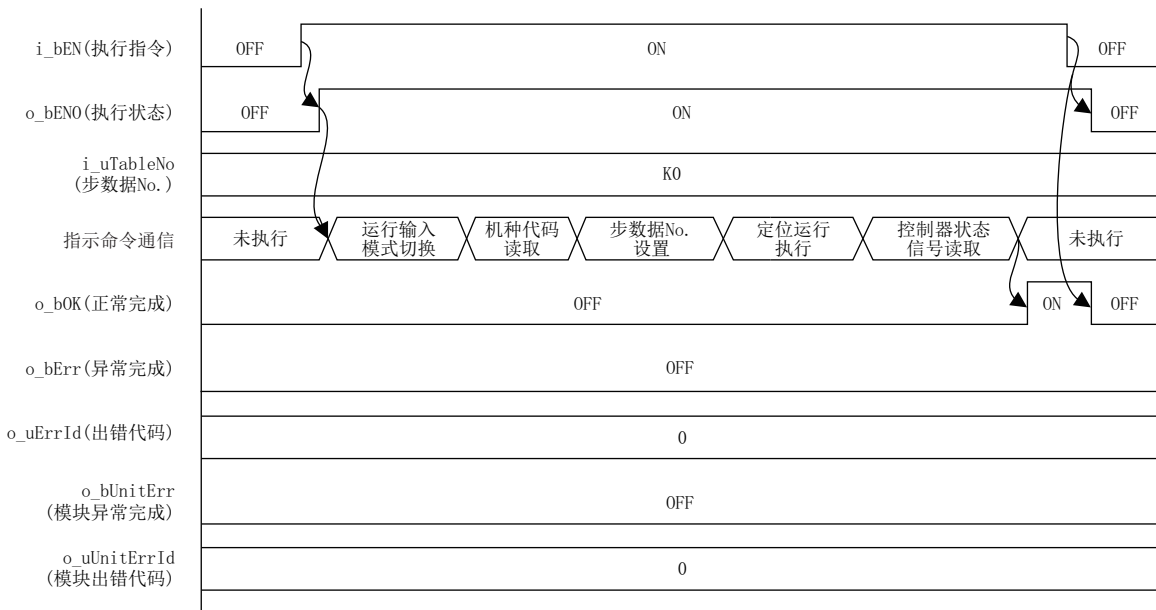 i_bEN(执行指令)
OFF
ON
OFF
o_bENO(执行状态)
OFF
ON
OFF
i_uTableNo
(步数据No.)
K0
指示命令通信
未执行
运行输入
模式切换
机种代码
读取
步数据No.
设置
定位运行
执行
控制器状态
信号读取
未执行
o_bOK(正常完成)
OFF
ON
OFF
o_bErr(异常完成)
OFF
o_uErrId(出错代码)
0
o_bUnitErr
(模块异常完成)
OFF
o_uUnitErrId
(模块出错代码)
0